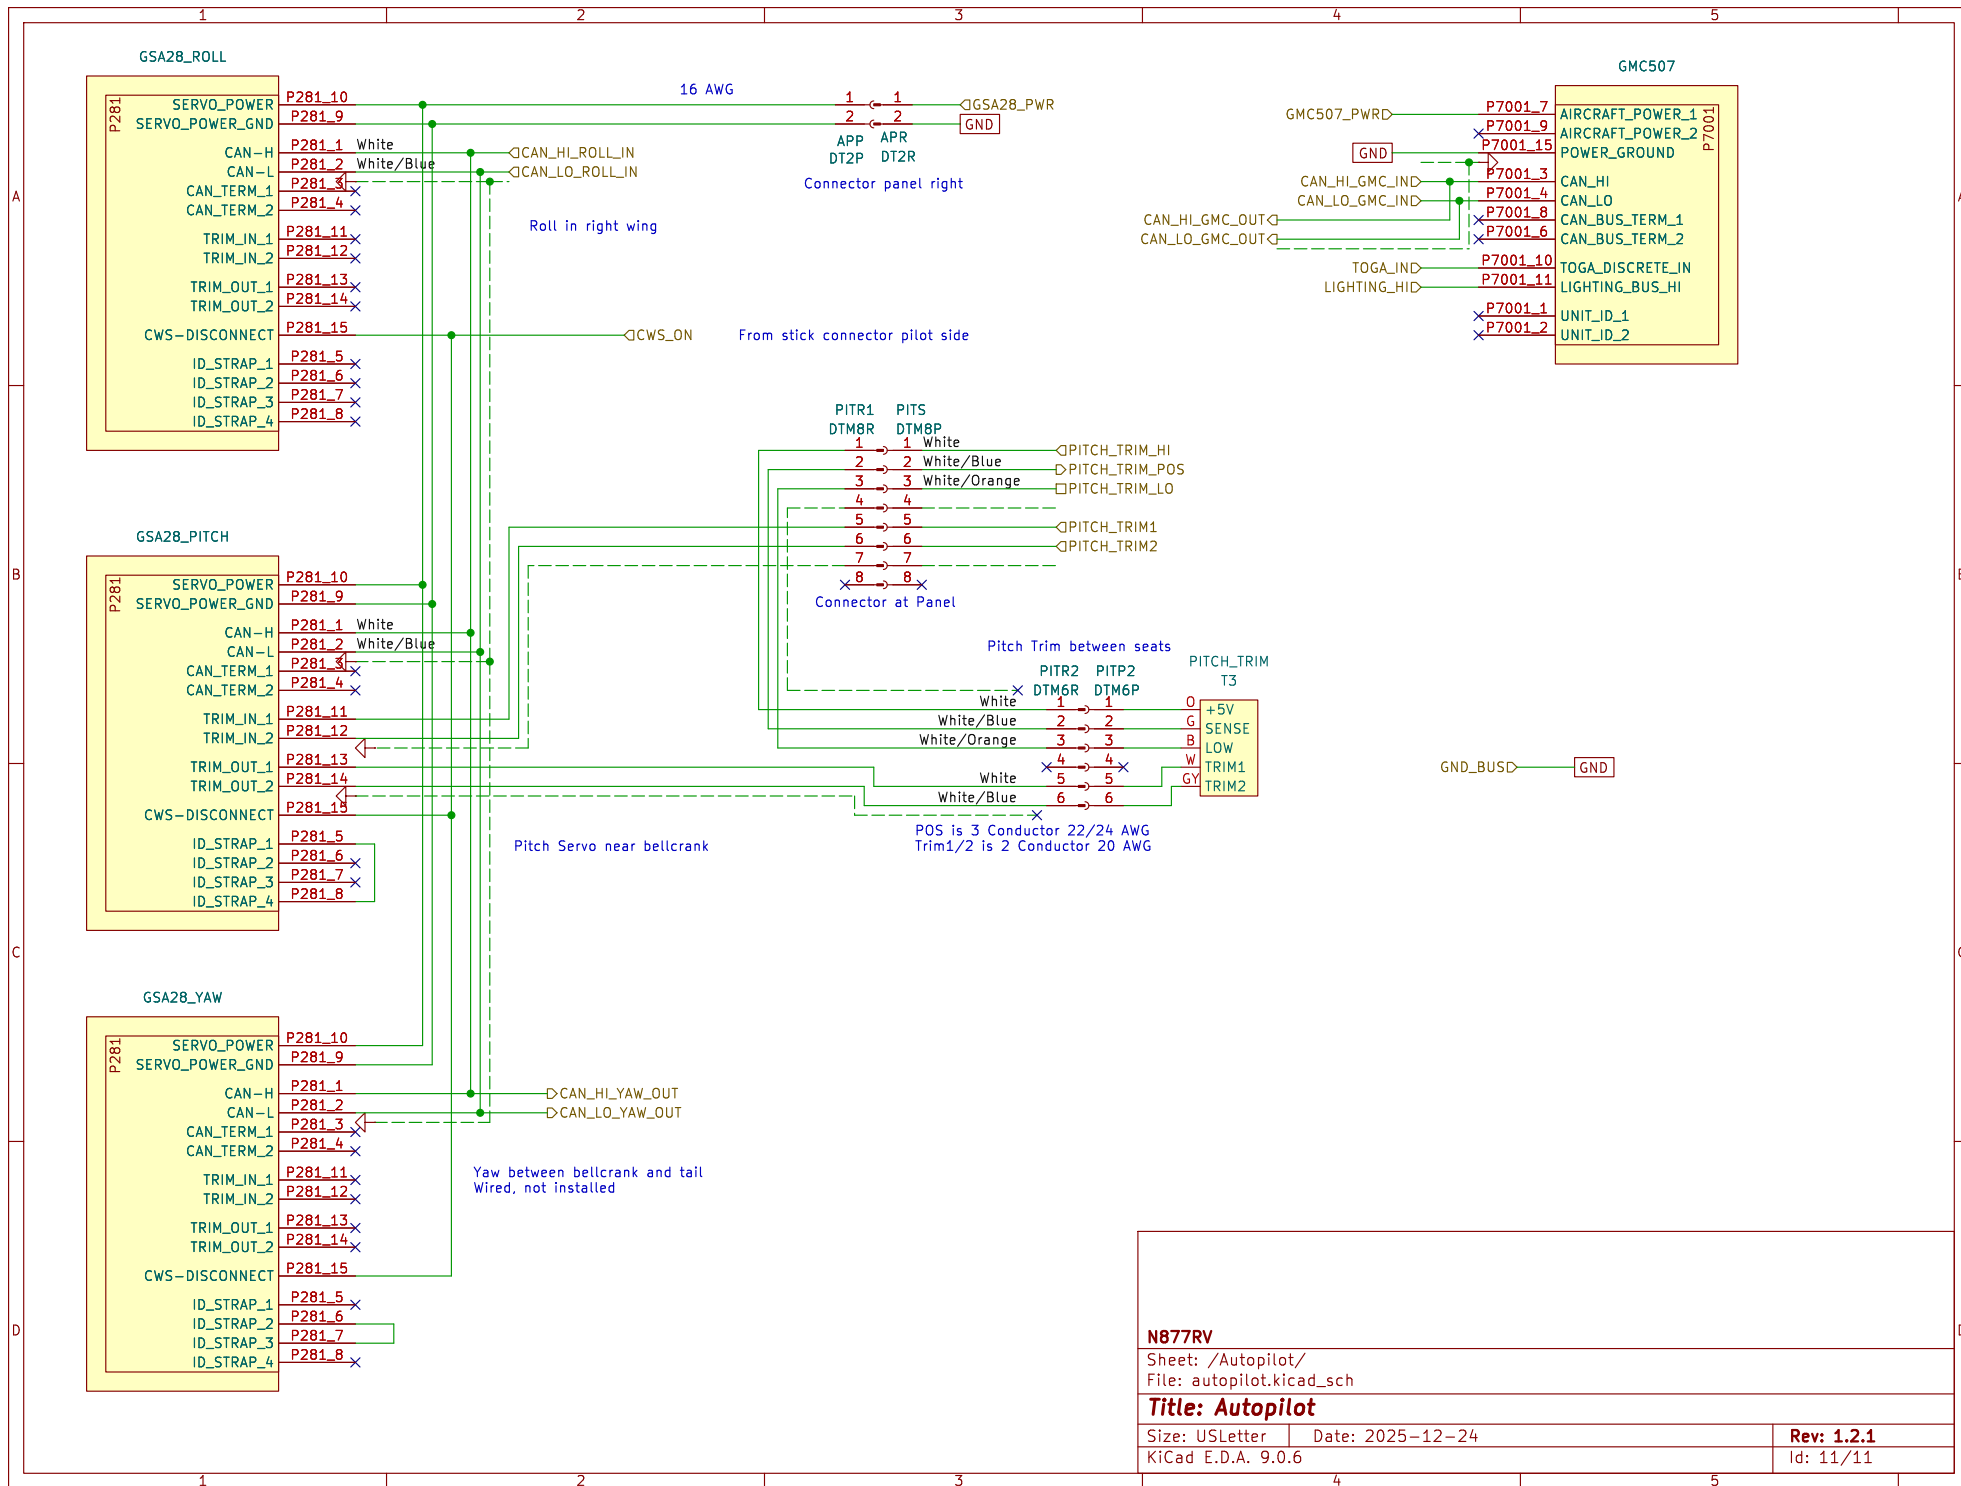 1 2 3 4 5
A
B
C
D
GSA28_ROLL
P281
SERVO_POWER P281_10
SERVO_POWER_GND P281_9
CAN-H P281_1 White
CAN-L P281_2 White/Blue
CAN_TERM_1 P281_3
CAN_TERM_2 P281_4
TRIM_IN_1 P281_11
TRIM_IN_2 P281_12
TRIM_OUT_1 P281_13
TRIM_OUT_2 P281_14
CWS-DISCONNECT P281_15
ID_STRAP_1 P281_5
ID_STRAP_2 P281_6
ID_STRAP_3 P281_7
ID_STRAP_4 P281_8
16 AWG
1 1 GSA28_PWR
2 2 GND
APP APR
DT2P DT2R
Connector panel right
CAN_HI_ROLL_IN
CAN_LO_ROLL_IN
Roll in right wing
CWS_ON
From stick connector pilot side
GMC507
P7001
GMC507_PWR P7001_7 AIRCRAFT_POWER_1
P7001_9 AIRCRAFT_POWER_2
GND P7001_15 POWER_GROUND
CAN_HI_GMC_IN P7001_3 CAN_HI
CAN_LO_GMC_IN P7001_4 CAN_LO
CAN_HI_GMC_OUT P7001_8 CAN_BUS_TERM_1
CAN_LO_GMC_OUT P7001_6 CAN_BUS_TERM_2
TOGA_IN P7001_10 TOGA_DISCRETE_IN
LIGHTING_HI P7001_11 LIGHTING_BUS_HI
P7001_1 UNIT_ID_1
P7001_2 UNIT_ID_2
PITR1 PITS
DTM8R DTM8P
1 1 White PITCH_TRIM_HI
2 2 White/Blue PITCH_TRIM_POS
3 3 White/Orange PITCH_TRIM_LO
4 4
5 5 PITCH_TRIM1
6 6 PITCH_TRIM2
7 7
8 8
Connector at Panel
GSA28_PITCH
P281
SERVO_POWER P281_10
SERVO_POWER_GND P281_9
CAN-H P281_1 White
CAN-L P281_2 White/Blue
CAN_TERM_1 P281_3
CAN_TERM_2 P281_4
TRIM_IN_1 P281_11
TRIM_IN_2 P281_12
TRIM_OUT_1 P281_13
TRIM_OUT_2 P281_14
CWS-DISCONNECT P281_15
ID_STRAP_1 P281_5
ID_STRAP_2 P281_6
ID_STRAP_3 P281_7
ID_STRAP_4 P281_8
Pitch Servo near bellcrank
Pitch Trim between seats
PITR2 PITP2 PITCH_TRIM
DTM6R DTM6P T3
White 1 1 O +5V
White/Blue 2 2 G SENSE
White/Orange 3 3 B LOW
4 4 W TRIM1
White 5 5 GY TRIM2
White/Blue 6 6
POS is 3 Conductor 22/24 AWG
Trim1/2 is 2 Conductor 20 AWG
GND_BUS GND
GSA28_YAW
P281
SERVO_POWER P281_10
SERVO_POWER_GND P281_9
CAN-H P281_1 CAN_HI_YAW_OUT
CAN-L P281_2 CAN_LO_YAW_OUT
CAN_TERM_1 P281_3
CAN_TERM_2 P281_4
TRIM_IN_1 P281_11
TRIM_IN_2 P281_12
TRIM_OUT_1 P281_13
TRIM_OUT_2 P281_14
CWS-DISCONNECT P281_15
ID_STRAP_1 P281_5
ID_STRAP_2 P281_6
ID_STRAP_3 P281_7
ID_STRAP_4 P281_8
Yaw between bellcrank and tail
Wired, not installed
N877RV
Sheet: /Autopilot/
File: autopilot.kicad_sch
Title: Autopilot
Size: USLetter Date: 2025-12-24 Rev: 1.2.1
KiCad E.D.A. 9.0.6 Id: 11/11
1 2 3 4 5